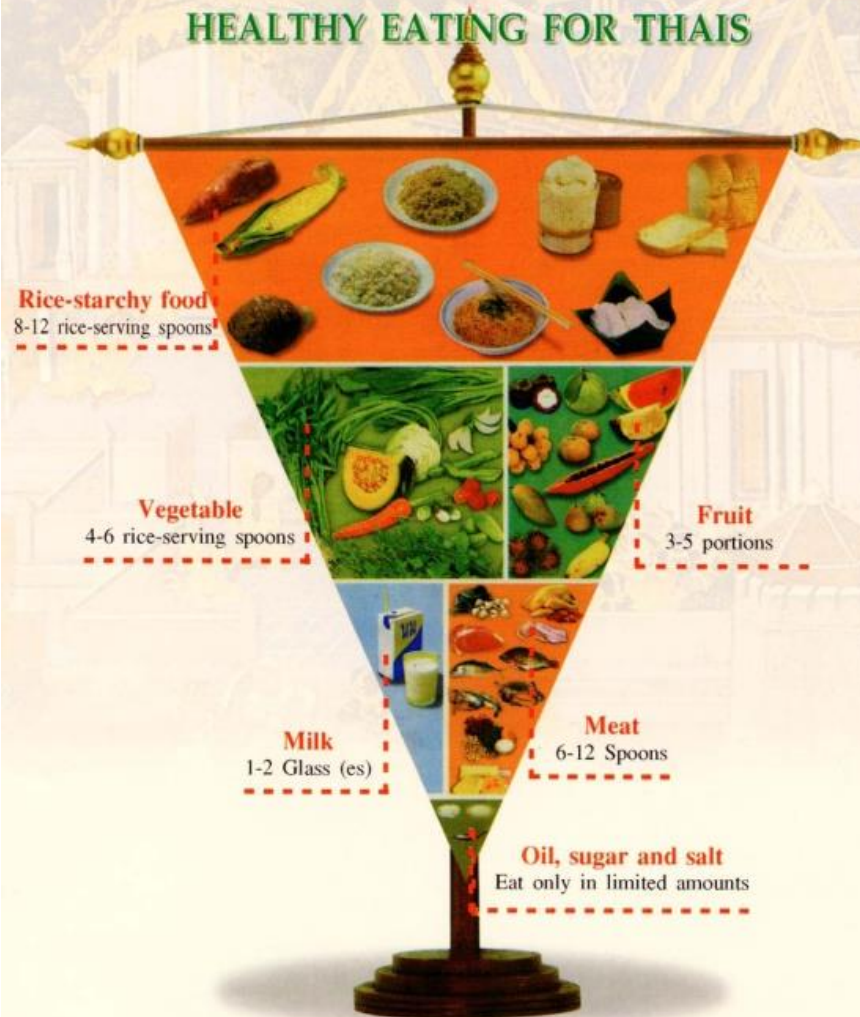 HEALTHY EATING FOR THAIS
Rice-starchy food
8-12 rice-serving spoons
Vegetable
4-6 rice-serving spoons
Fruit
3-5 portions
Milk
1-2 Glass (es)
Meat
6-12 Spoons
Oil, sugar and salt
Eat only in limited amounts